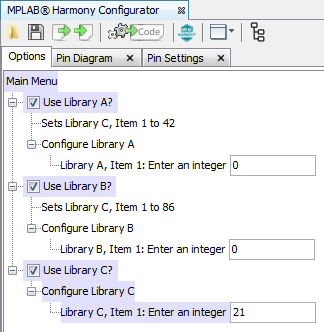 MPLAB® Harmony Configurator
Code
Options Pin Diagram Pin Settings
Main Menu
Use Library A?
Sets Library C, Item 1 to 42
Configure Library A
Library A, Item 1: Enter an integer 0
Use Library B?
Sets Library C, Item 1 to 86
Configure Library B
Library B, Item 1: Enter an integer 0
Use Library C?
Configure Library C
Library C, Item 1: Enter an integer 21